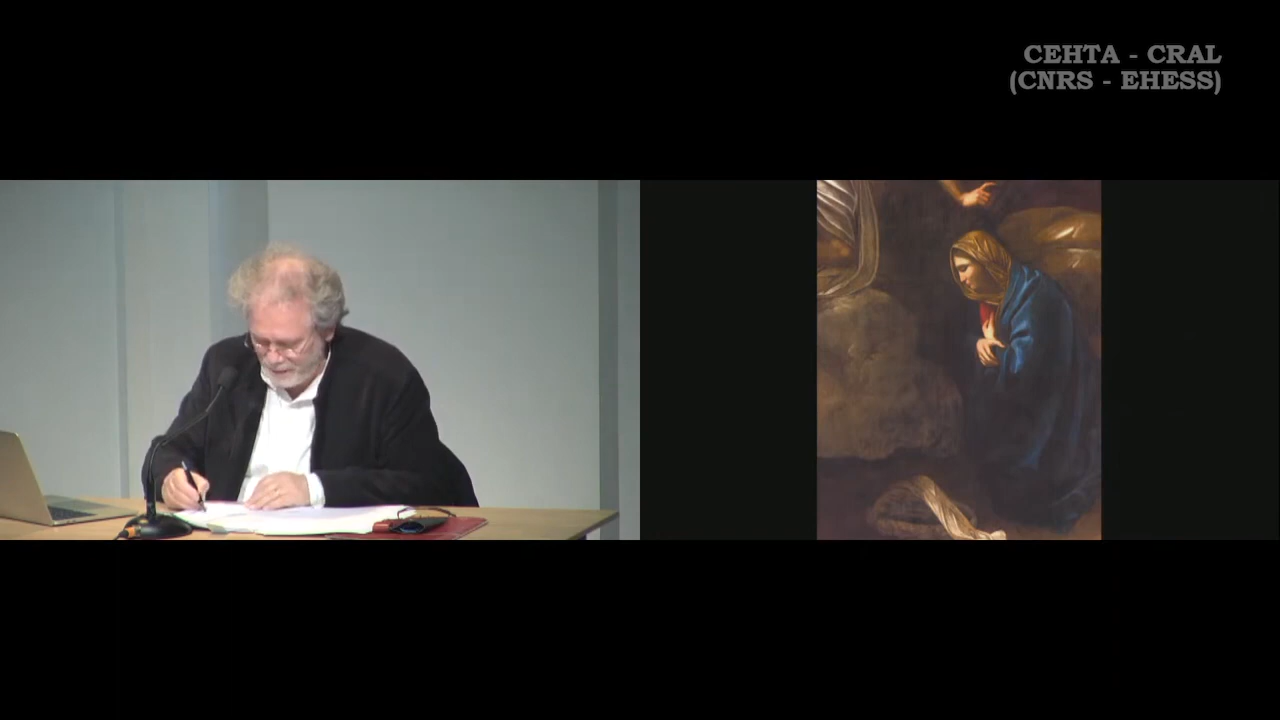 CEHTA - CRAL
(CNRS - EHESS)